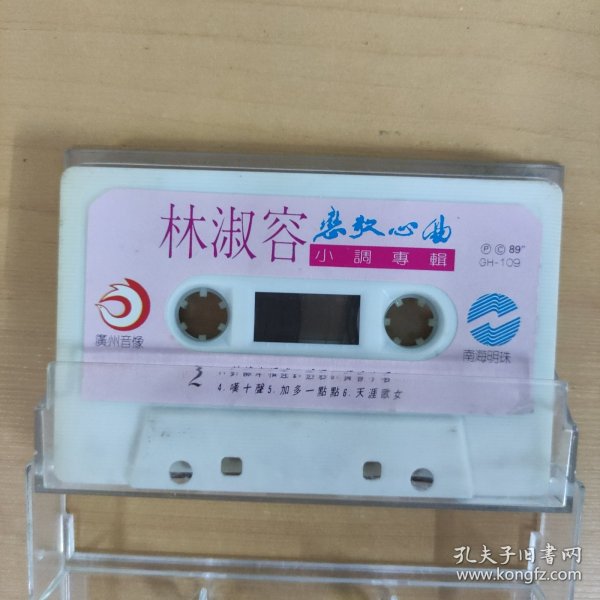 林淑容
戀歌心曲
小調專輯
Ⓟ Ⓒ 89"
GH-109
廣州音像
南海明珠
2
4.嘆十聲 5.加多一點點 6.天涯歌女
孔夫子旧书网
www.kongfz.com